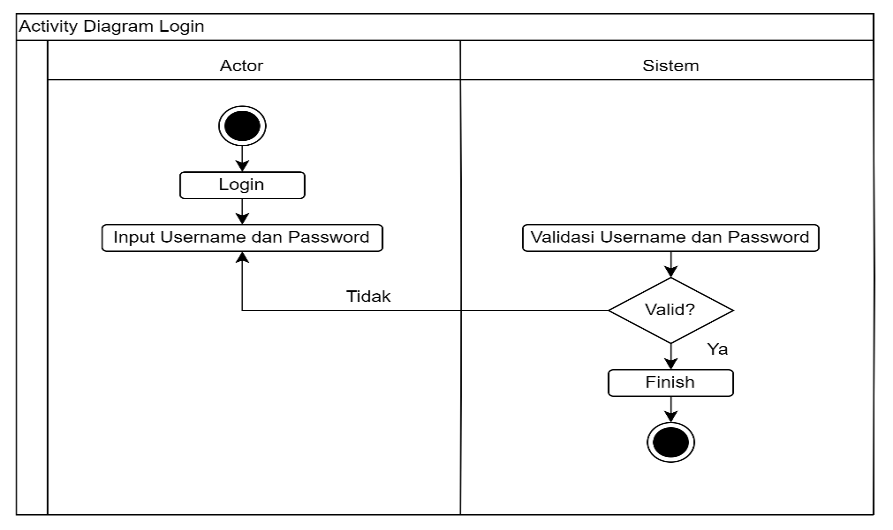 Activity Diagram Login
Actor
Sistem
Login
Input Username dan Password
Validasi Username dan Password
Tidak
Valid?
Ya
Finish